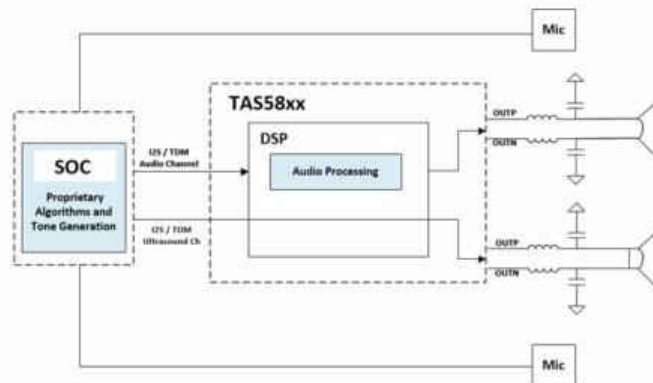 Mic
TAS58xx
OUTP
OUTN
DSP
SOC
I2S / TDM
Audio Channel
Audio Processing
Proprietary
Algorithms and
Tone Generation
I2S / TDM
Ultrasound Ch
OUTP
OUTN
Mic